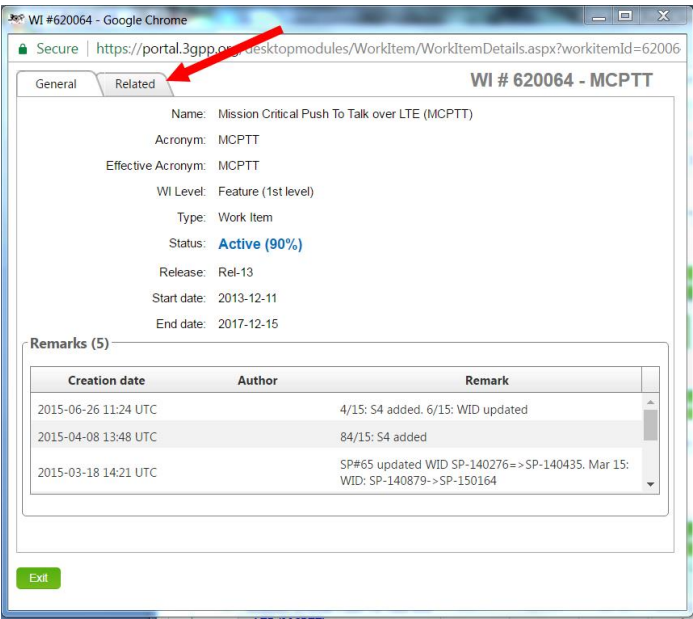 WI #620064 - Google Chrome
Secure | https://portal.3gpp.org/desktopmodules/WorkItem/WorkItemDetails.aspx?workitemId=62006
General Related WI # 620064 - MCPTT
Name: Mission Critical Push To Talk over LTE (MCPTT)
Acronym: MCPTT
Effective Acronym: MCPTT
WI Level: Feature (1st level)
Type: Work Item
Status: Active (90%)
Release: Rel-13
Start date: 2013-12-11
End date: 2017-12-15
Remarks (5)
Creation date Author Remark
2015-06-26 11:24 UTC 4/15: S4 added. 6/15: WID updated
2015-04-08 13:48 UTC 84/15: S4 added
2015-03-18 14:21 UTC SP#65 updated WID SP-140276=>SP-140435. Mar 15:
WID: SP-140879->SP-150164
Exit